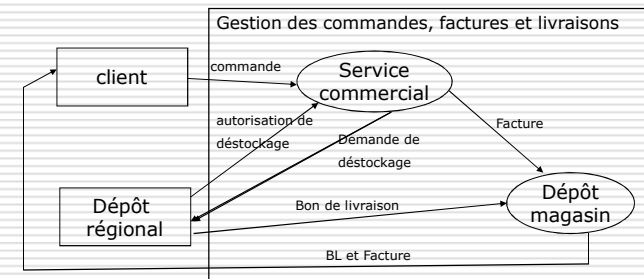 Gestion des commandes, factures et livraisons
client
commande
Service
commercial
autorisation de
déstockage
Demande de
déstockage
Facture
Dépôt
régional
Bon de livraison
Dépôt
magasin
BL et Facture